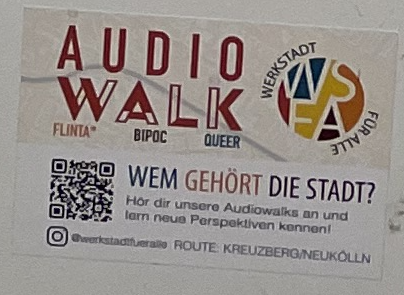 AUDIO
WALK
FLINTA* BIPOC QUEER
WERKSTADT
WSFA
FÜR ALLE
WEM GEHÖRT DIE STADT?
Hör dir unsere Audiowalks an und
lern neue Perspektiven kennen!
@werkstadtfueralle ROUTE: KREUZBERG/NEUKÖLLN